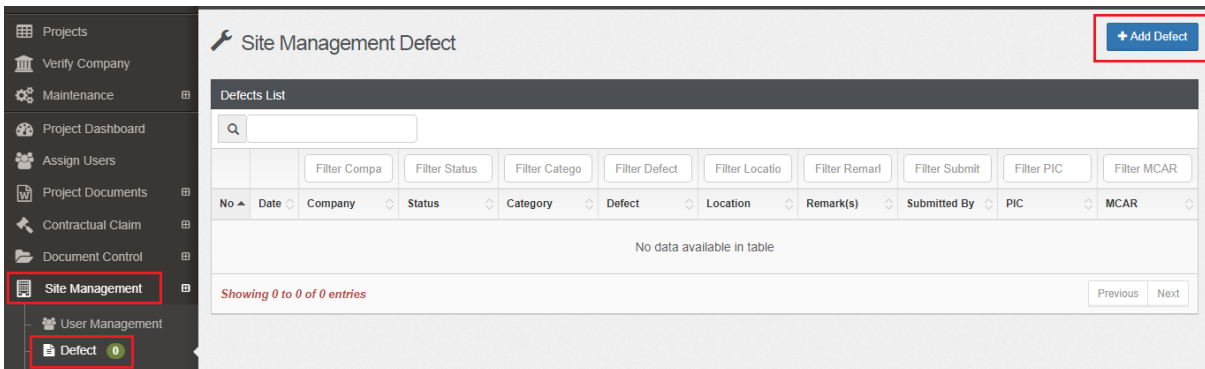 Projects
Verify Company
Maintenance
Project Dashboard
Assign Users
Project Documents
Contractual Claim
Document Control
Site Management
User Management
Defect 0
Site Management Defect
+ Add Defect
Defects List
Filter Compa Filter Status Filter Catego Filter Defect Filter Locatio Filter Remarl Filter Submit Filter PIC Filter MCAR
No Date Company Status Category Defect Location Remark(s) Submitted By PIC MCAR
No data available in table
Showing 0 to 0 of 0 entries
Previous Next